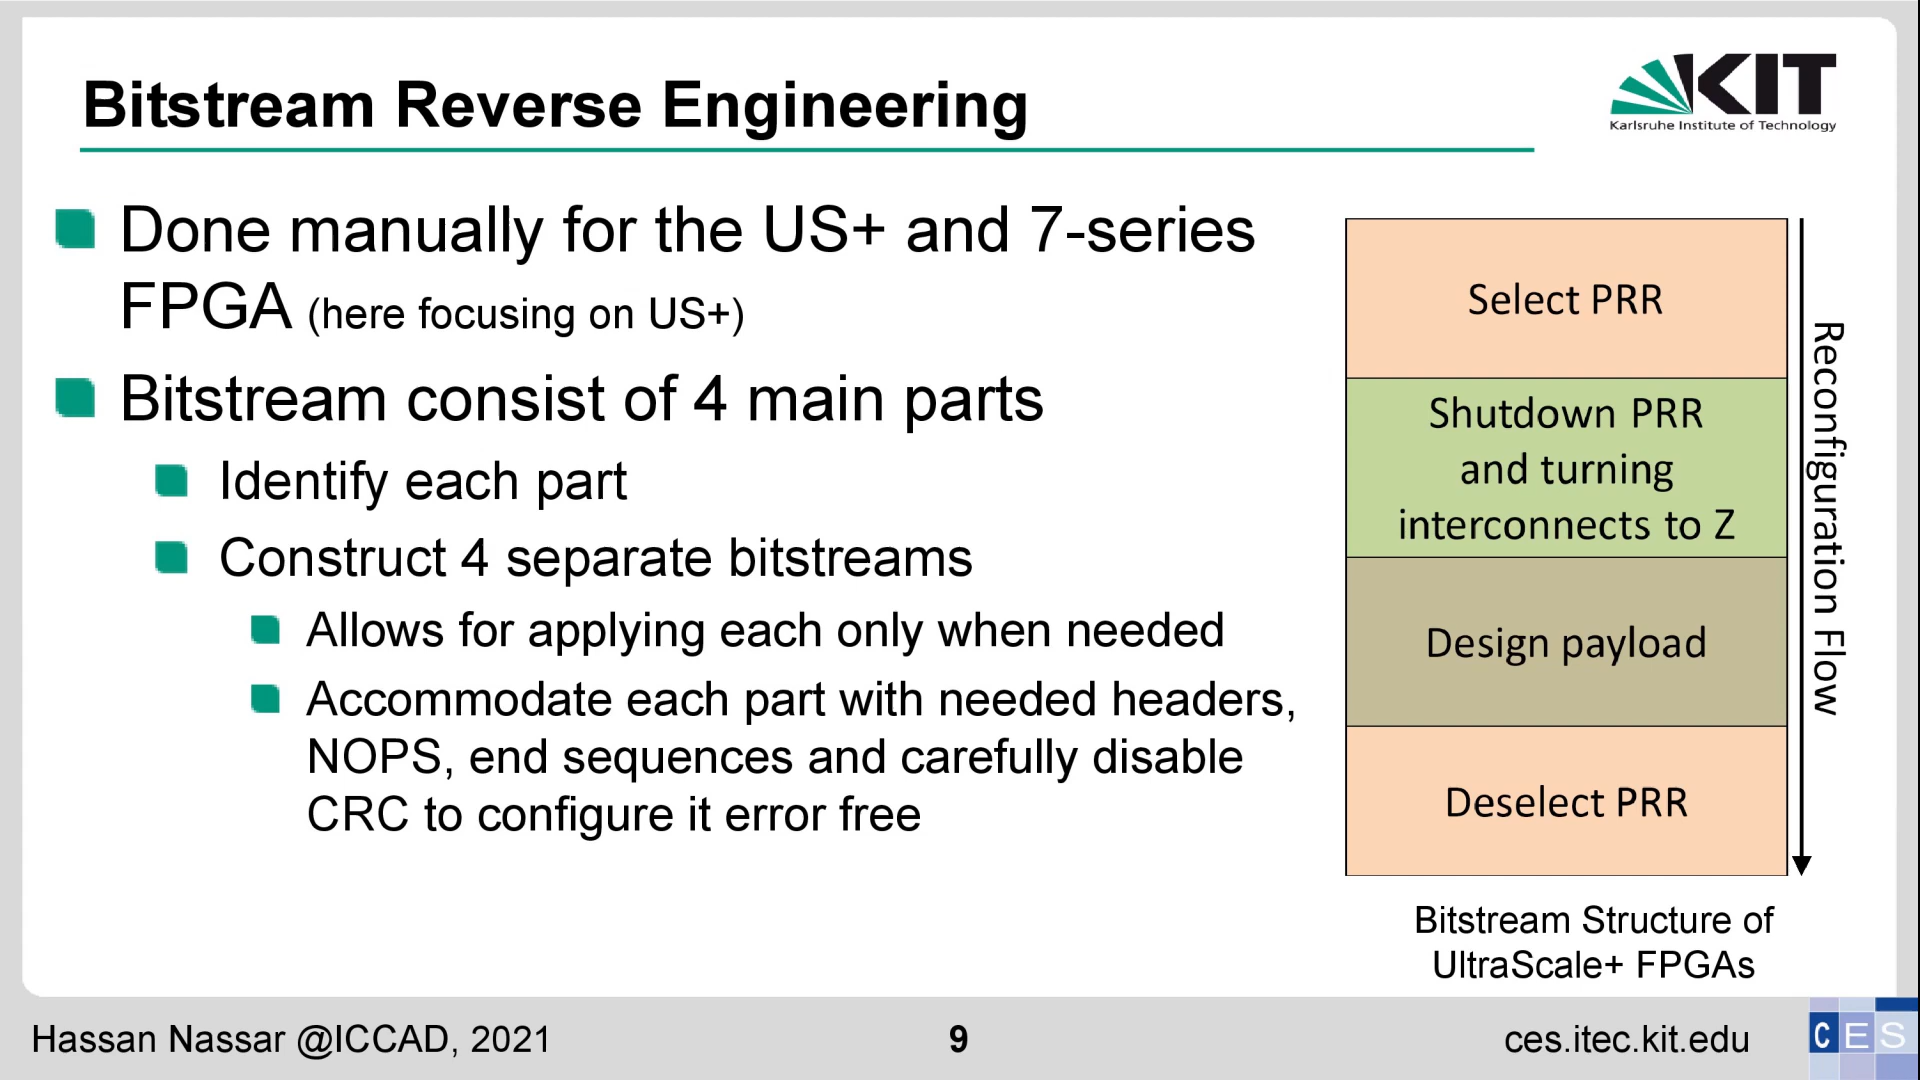 Bitstream Reverse Engineering
KIT
Karlsruhe Institute of Technology
Done manually for the US+ and 7-series
FPGA (here focusing on US+)
Bitstream consist of 4 main parts
Identify each part
Construct 4 separate bitstreams
Allows for applying each only when needed
Accommodate each part with needed headers,
NOPS, end sequences and carefully disable
CRC to configure it error free
Select PRR
Shutdown PRR
and turning
interconnects to Z
Design payload
Deselect PRR
Reconfiguration Flow
Bitstream Structure of
UltraScale+ FPGAs
Hassan Nassar @ICCAD, 2021
9
ces.itec.kit.edu
CES